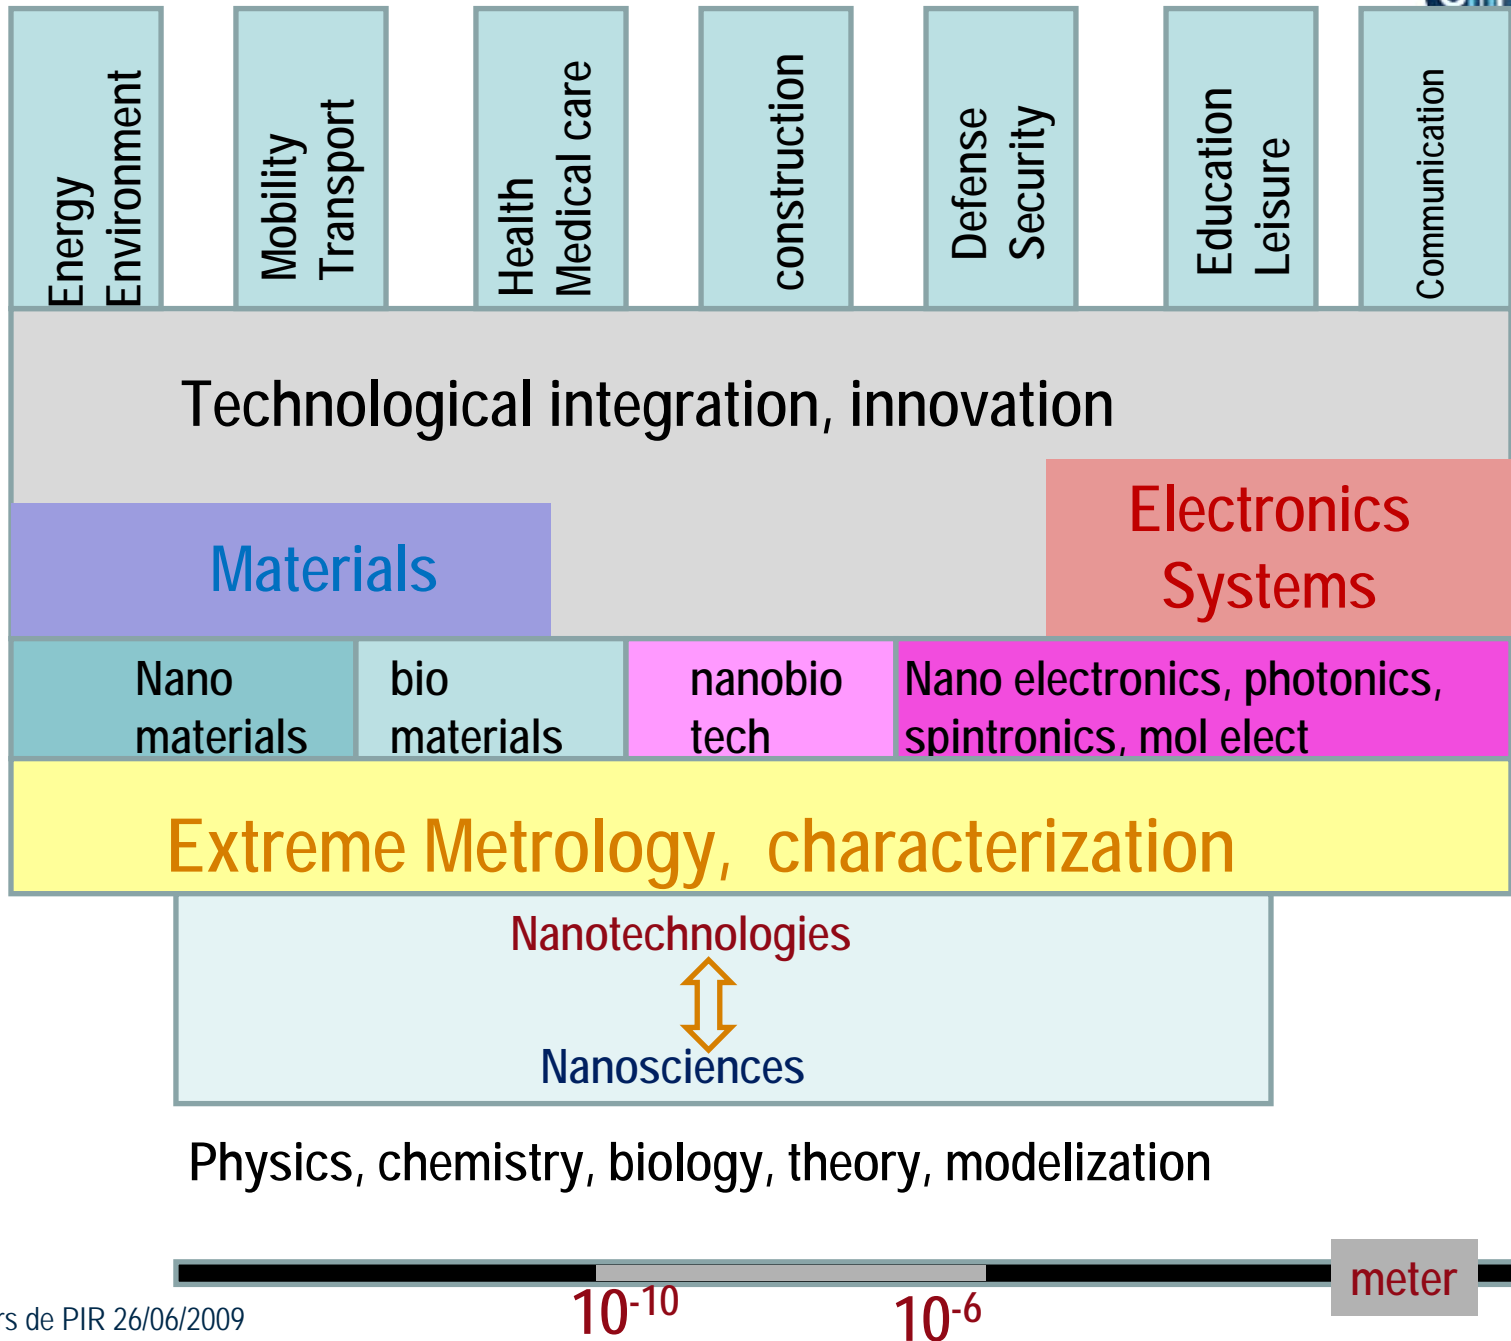 Energy
Environment
Mobility
Transport
Health
Medical care
construction
Defense
Security
Education
Leisure
Communication
Technological integration, innovation
Materials
Electronics
Systems
Nano
materials
bio
materials
nanobio
tech
Nano electronics, photonics,
spintronics, mol elect
Extreme Metrology, characterization
Nanotechnologies
Nanosciences
Physics, chemistry, biology, theory, modelization
meter
10⁻¹⁰
10⁻⁶
de PIR 26/06/2009